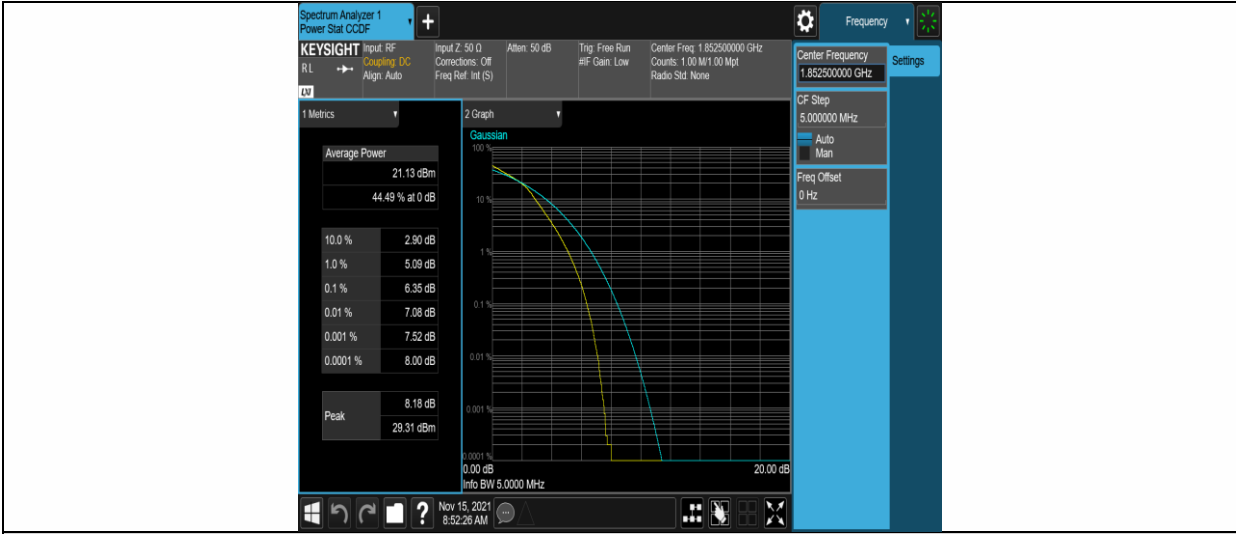 Spectrum Analyzer 1
Power Stat CCDF
+
Frequency
KEYSIGHT
RL
LXI
Input: RF
Coupling: DC
Align: Auto
Input Z: 50 Ω
Corrections: Off
Freq Ref: Int (S)
Atten: 50 dB
Trig: Free Run
#IF Gain: Low
Center Freq: 1.852500000 GHz
Counts: 1.00 M/1.00 Mpt
Radio Std: None
Center Frequency
1.852500000 GHz
Settings
CF Step
5.000000 MHz
Auto
Man
Freq Offset
0 Hz
1 Metrics
Average Power
21.13 dBm
44.49 % at 0 dB
10.0 % 2.90 dB
1.0 % 5.09 dB
0.1 % 6.35 dB
0.01 % 7.08 dB
0.001 % 7.52 dB
0.0001 % 8.00 dB
Peak
8.18 dB
29.31 dBm
2 Graph
Gaussian
100 %
10 %
1 %
0.1 %
0.01 %
0.001 %
0.0001 %
0.00 dB 20.00 dB
Info BW 5.0000 MHz
?
Nov 15, 2021
8:52:26 AM